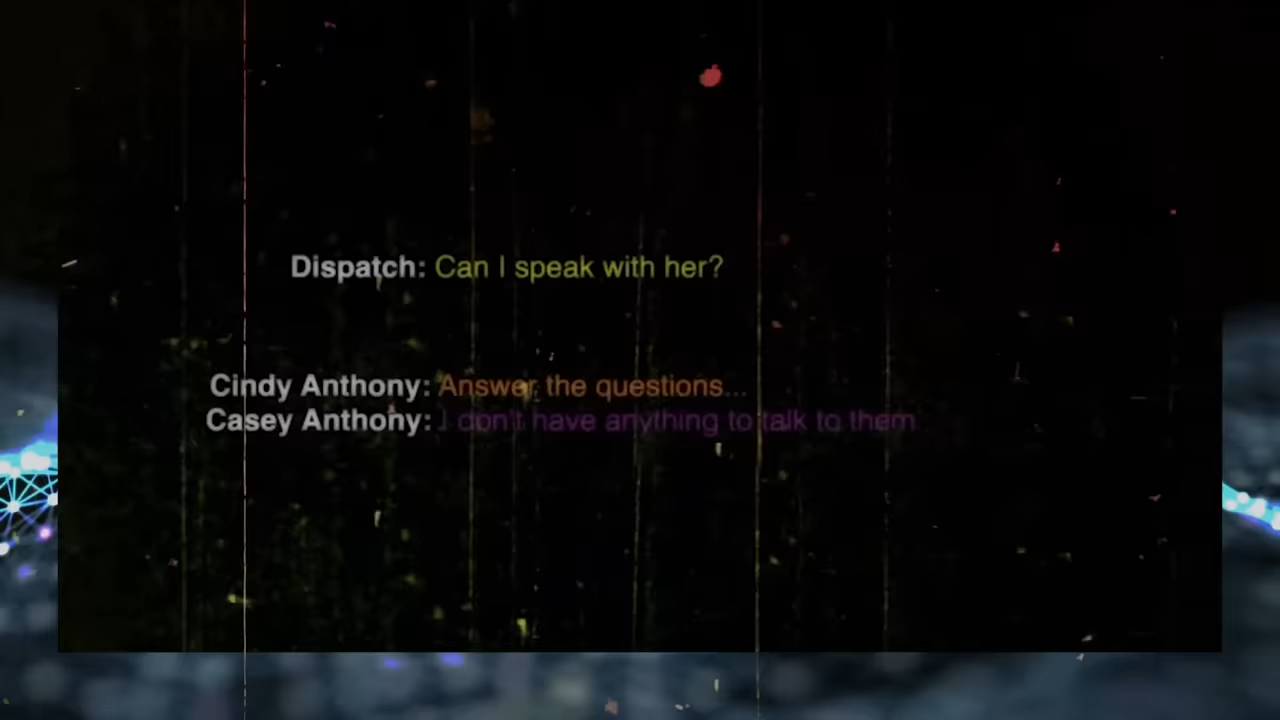 Dispatch: Can I speak with her?
Cindy Anthony: Answer the questions...
Casey Anthony: I don't have anything to talk to them